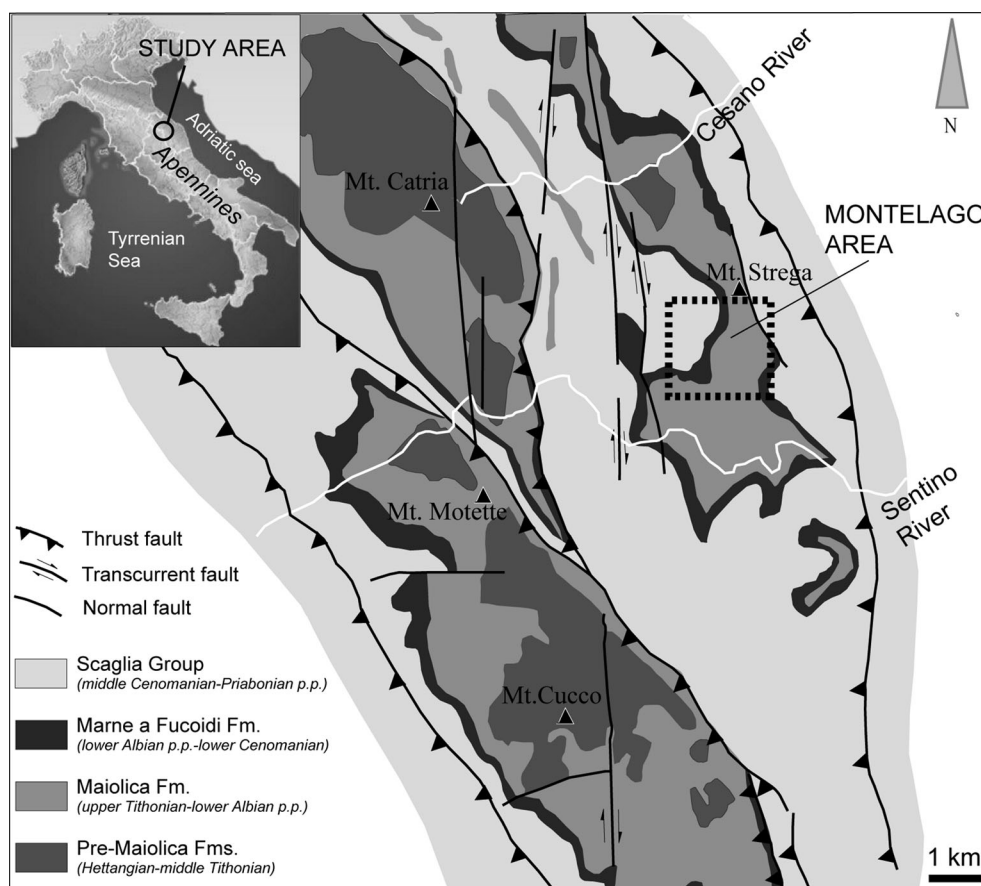 STUDY AREA
Adriatic sea
Apennines
Tyrrenian
Sea
Cesano River
N
Mt. Catria
MONTELAGO
AREA
Mt. Strega
Mt. Motette
Sentino
River
Mt.Cucco
Thrust fault
Transcurrent fault
Normal fault
Scaglia Group
(middle Cenomanian-Priabonian p.p.)
Marne a Fucoidi Fm.
(lower Albian p.p.-lower Cenomanian)
Maiolica Fm.
(upper Tithonian-lower Albian p.p.)
Pre-Maiolica Fms.
(Hettangian-middle Tithonian)
1 km